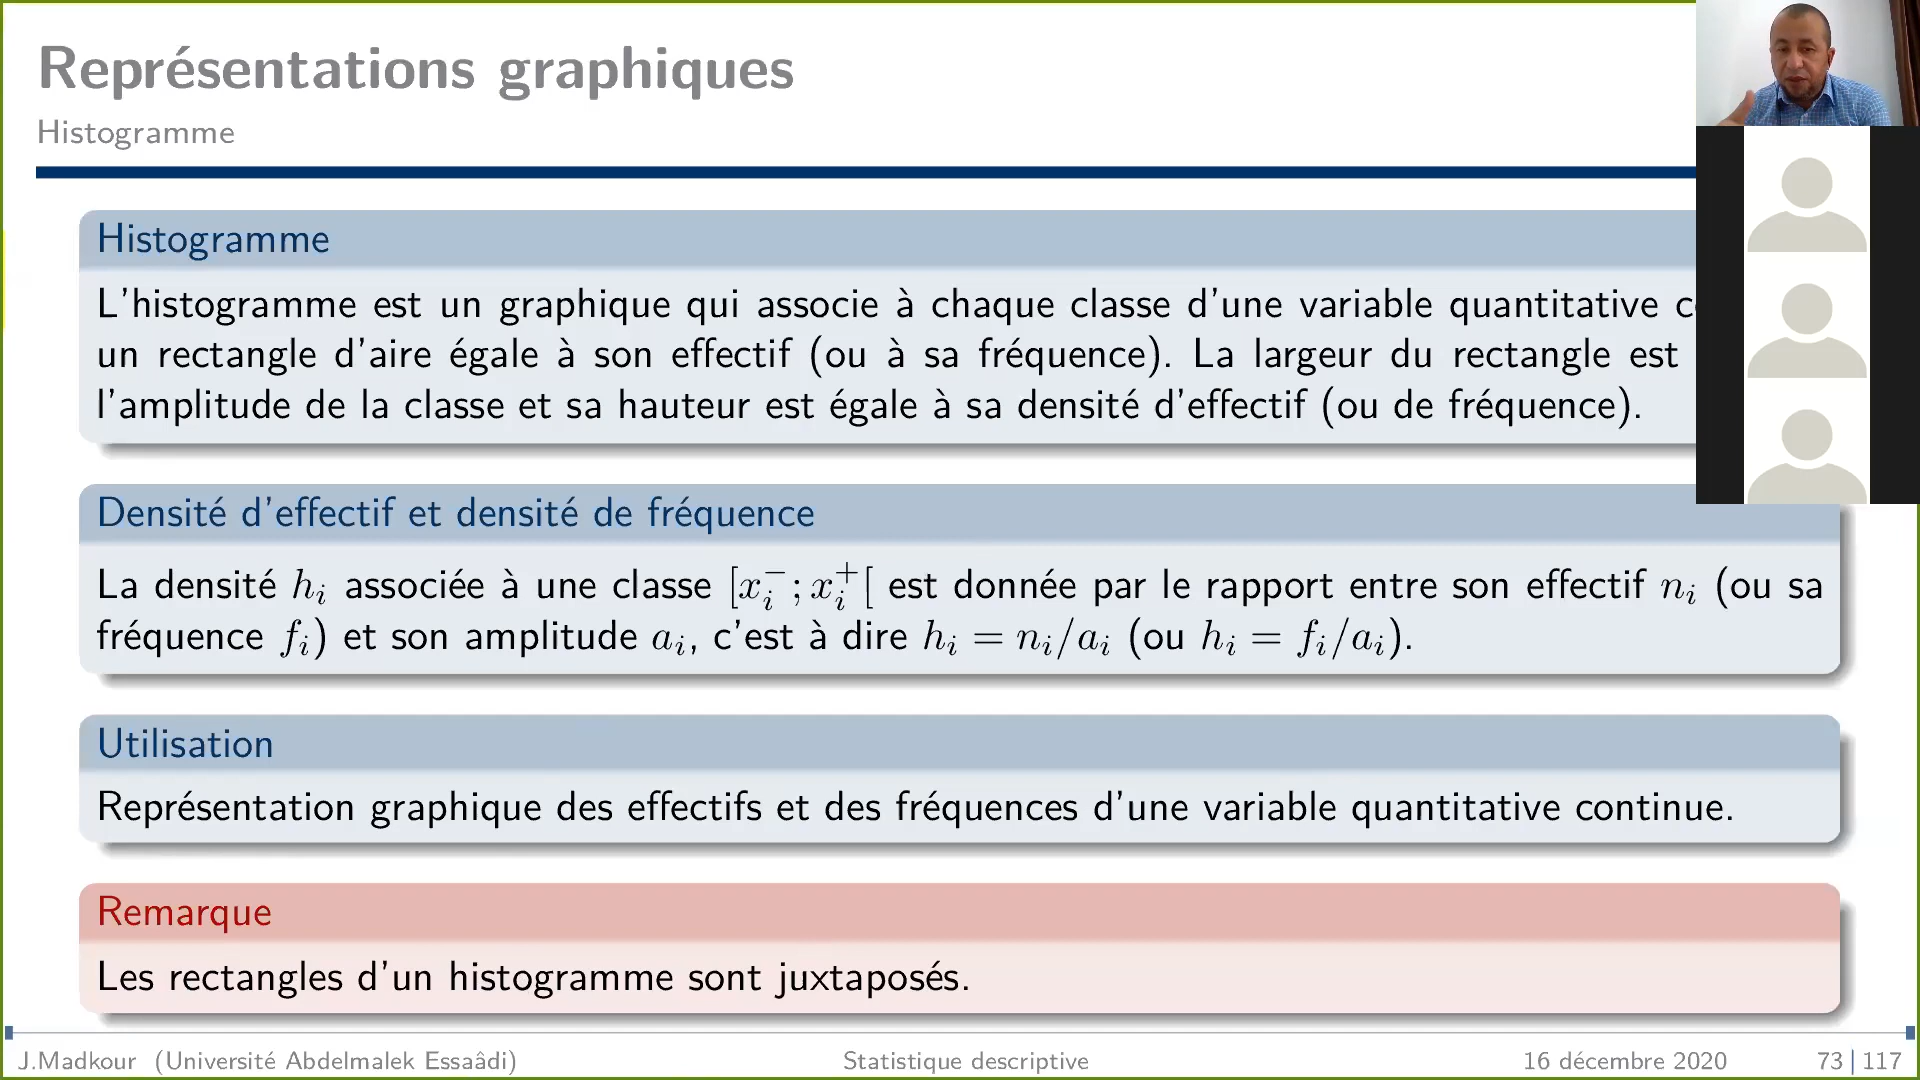 Représentations graphiques
Histogramme
Histogramme
L'histogramme est un graphique qui associe à chaque classe d'une variable quantitative
un rectangle d'aire égale à son effectif (ou à sa fréquence). La largeur du rectangle est
l'amplitude de la classe et sa hauteur est égale à sa densité d'effectif (ou de fréquence).
Densité d'effectif et densité de fréquence
La densité $h_i$ associée à une classe $[x_i^-; x_i^+[$ est donnée par le rapport entre son effectif $n_i$ (ou sa
fréquence $f_i$) et son amplitude $a_i$, c'est à dire $h_i = n_i/a_i$ (ou $h_i = f_i/a_i$).
Utilisation
Représentation graphique des effectifs et des fréquences d'une variable quantitative continue.
Remarque
Les rectangles d'un histogramme sont juxtaposés.
J.Madkour (Université Abdelmalek Essaâdi) Statistique descriptive 16 décembre 2020 73 | 117